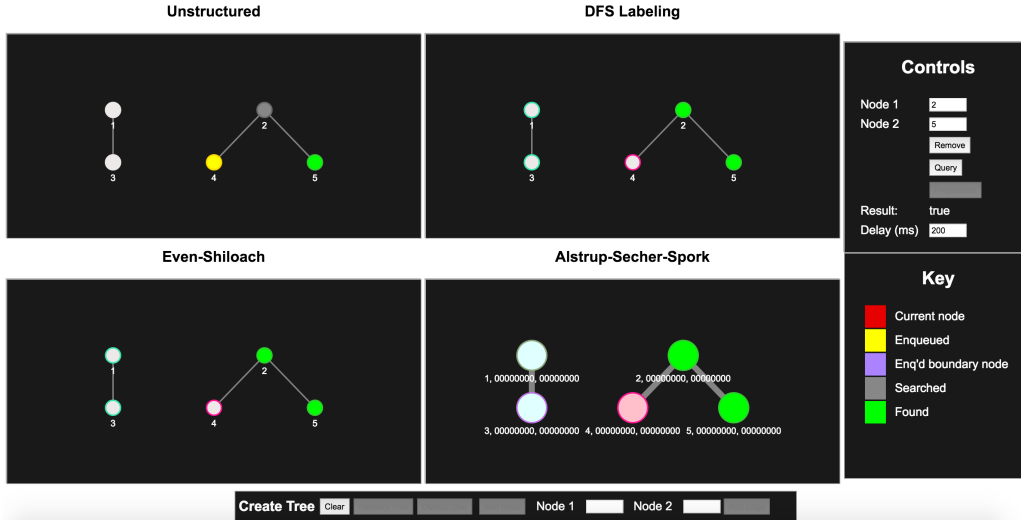 Unstructured
DFS Labeling
1
2
3
4
5
1
2
3
4
5
Controls
Node 1 2
Node 2 5
Remove
Query
Result: true
Delay (ms) 200
Even-Shiloach
Alstrup-Secher-Spork
1
2
3
4
5
1, 00000000, 00000000
2, 00000000, 00000000
3, 00000000, 00000000
4, 00000000, 00000000
5, 00000000, 00000000
Key
Current node
Enqueued
Enq'd boundary node
Searched
Found
Create Tree Clear Node 1 Node 2